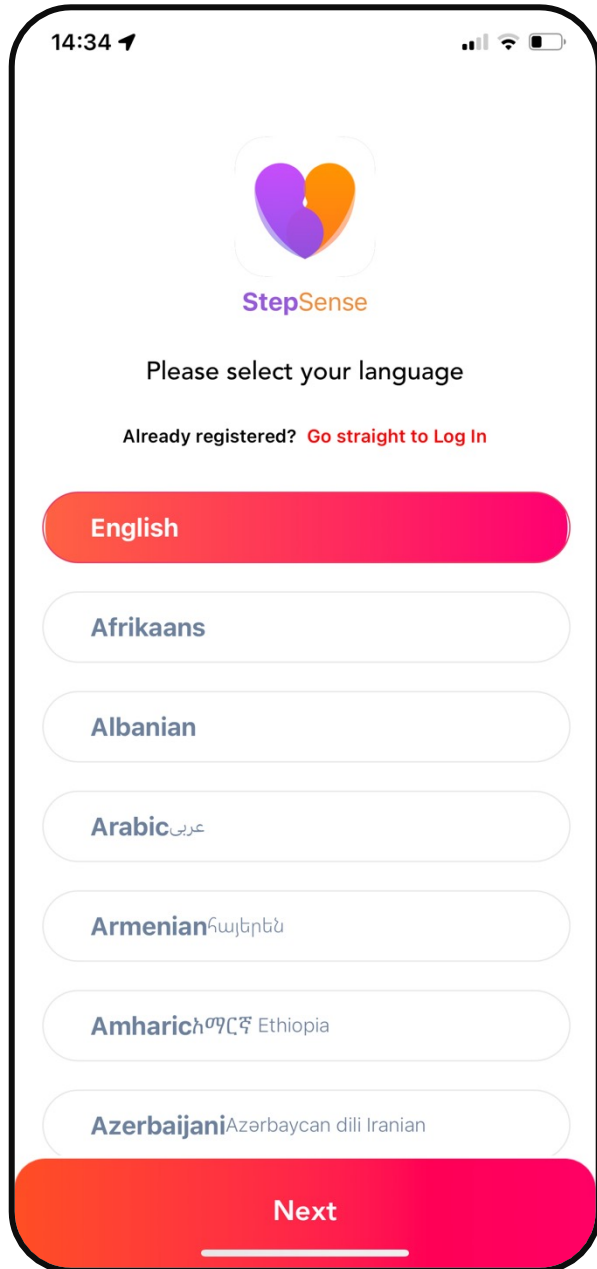 14:34
StepSense
Please select your language
Already registered? Go straight to Log In
English
Afrikaans
Albanian
Arabicعربى
Armenianհայերեն
Amharicአማርኛ Ethiopia
AzerbaijaniAzərbaycan dili Iranian
Next